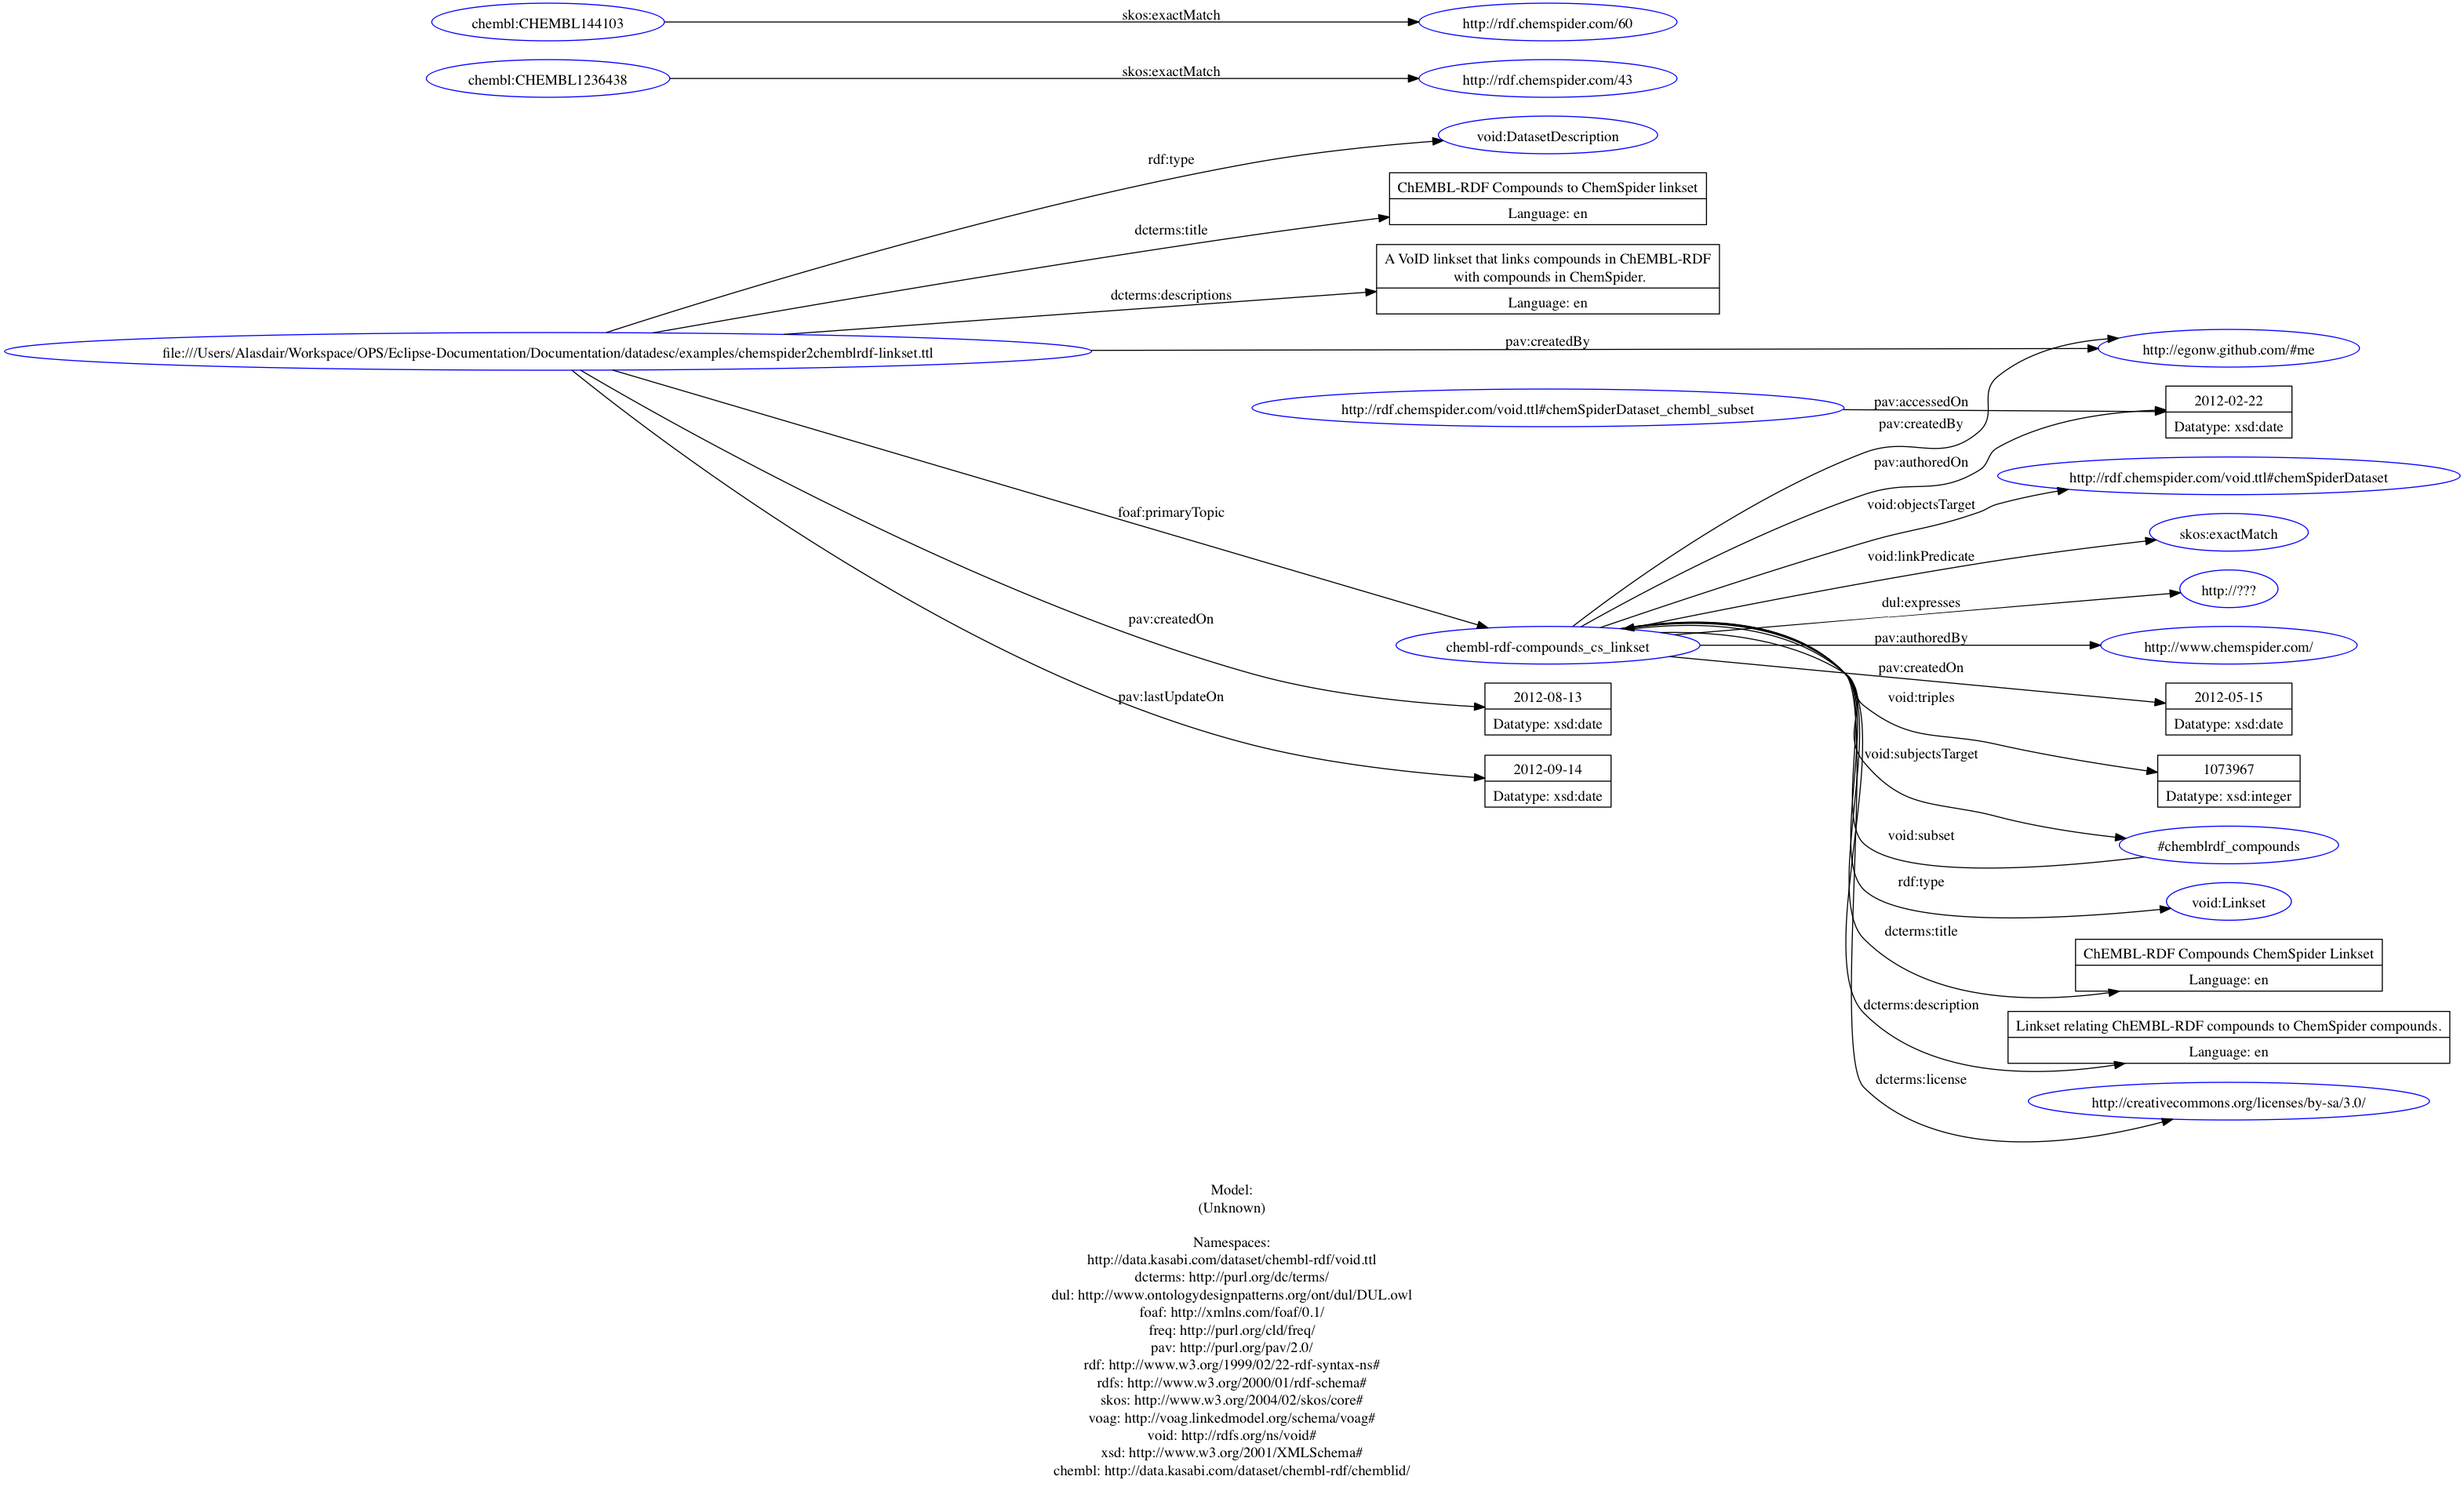 chembl:CHEMBL144103
skos:exactMatch
http://rdf.chemspider.com/60
chembl:CHEMBL1236438
skos:exactMatch
http://rdf.chemspider.com/43
void:DatasetDescription
rdf:type
ChEMBL-RDF Compounds to ChemSpider linkset
Language: en
dcterms:title
A VoID linkset that links compounds in ChEMBL-RDF
with compounds in ChemSpider.
Language: en
dcterms:descriptions
file:///Users/Alasdair/Workspace/OPS/Eclipse-Documentation/Documentation/datadesc/examples/chemspider2chemblrdf-linkset.ttl
pav:createdBy
http://egonw.github.com/#me
http://rdf.chemspider.com/void.ttl#chemSpiderDataset_chembl_subset
pav:accessedOn
2012-02-22
Datatype: xsd:date
pav:createdBy
pav:authoredOn
http://rdf.chemspider.com/void.ttl#chemSpiderDataset
void:objectsTarget
foaf:primaryTopic
skos:exactMatch
void:linkPredicate
http://???
dul:expresses
pav:createdOn
chembl-rdf-compounds_cs_linkset
pav:authoredBy
http://www.chemspider.com/
pav:createdOn
pav:lastUpdateOn
2012-08-13
Datatype: xsd:date
void:triples
2012-05-15
Datatype: xsd:date
void:subjectsTarget
2012-09-14
Datatype: xsd:date
1073967
Datatype: xsd:integer
void:subset
#chemblrdf_compounds
rdf:type
void:Linkset
dcterms:title
ChEMBL-RDF Compounds ChemSpider Linkset
Language: en
dcterms:description
Linkset relating ChEMBL-RDF compounds to ChemSpider compounds.
Language: en
dcterms:license
http://creativecommons.org/licenses/by-sa/3.0/
Model:
(Unknown)
Namespaces:
http://data.kasabi.com/dataset/chembl-rdf/void.ttl
dcterms: http://purl.org/dc/terms/
dul: http://www.ontologydesignpatterns.org/ont/dul/DUL.owl
foaf: http://xmlns.com/foaf/0.1/
freq: http://purl.org/cld/freq/
pav: http://purl.org/pav/2.0/
rdf: http://www.w3.org/1999/02/22-rdf-syntax-ns#
rdfs: http://www.w3.org/2000/01/rdf-schema#
skos: http://www.w3.org/2004/02/skos/core#
voag: http://voag.linkedmodel.org/schema/voag#
void: http://rdfs.org/ns/void#
xsd: http://www.w3.org/2001/XMLSchema#
chembl: http://data.kasabi.com/dataset/chembl-rdf/chemblid/